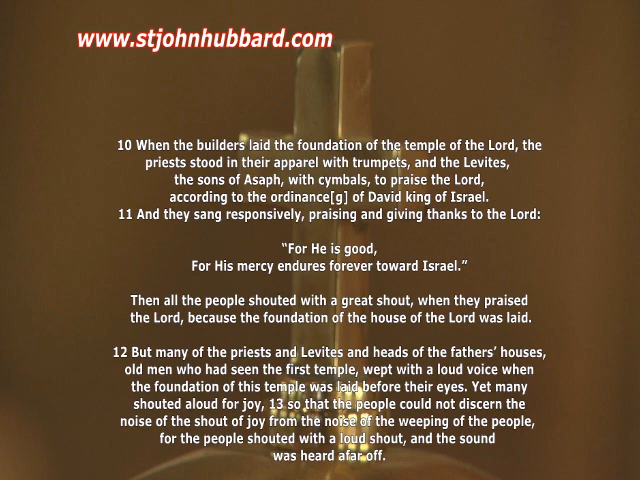 www.stjohnhubbard.com
10 When the builders laid the foundation of the temple of the Lord, the
priests stood in their apparel with trumpets, and the Levites,
the sons of Asaph, with cymbals, to praise the Lord,
according to the ordinance[g] of David king of Israel.
11 And they sang responsively, praising and giving thanks to the Lord:
“For He is good,
For His mercy endures forever toward Israel.”
Then all the people shouted with a great shout, when they praised
the Lord, because the foundation of the house of the Lord was laid.
12 But many of the priests and Levites and heads of the fathers’ houses,
old men who had seen the first temple, wept with a loud voice when
the foundation of this temple was laid before their eyes. Yet many
shouted aloud for joy, 13 so that the people could not discern the
noise of the shout of joy from the noise of the weeping of the people,
for the people shouted with a loud shout, and the sound
was heard afar off.